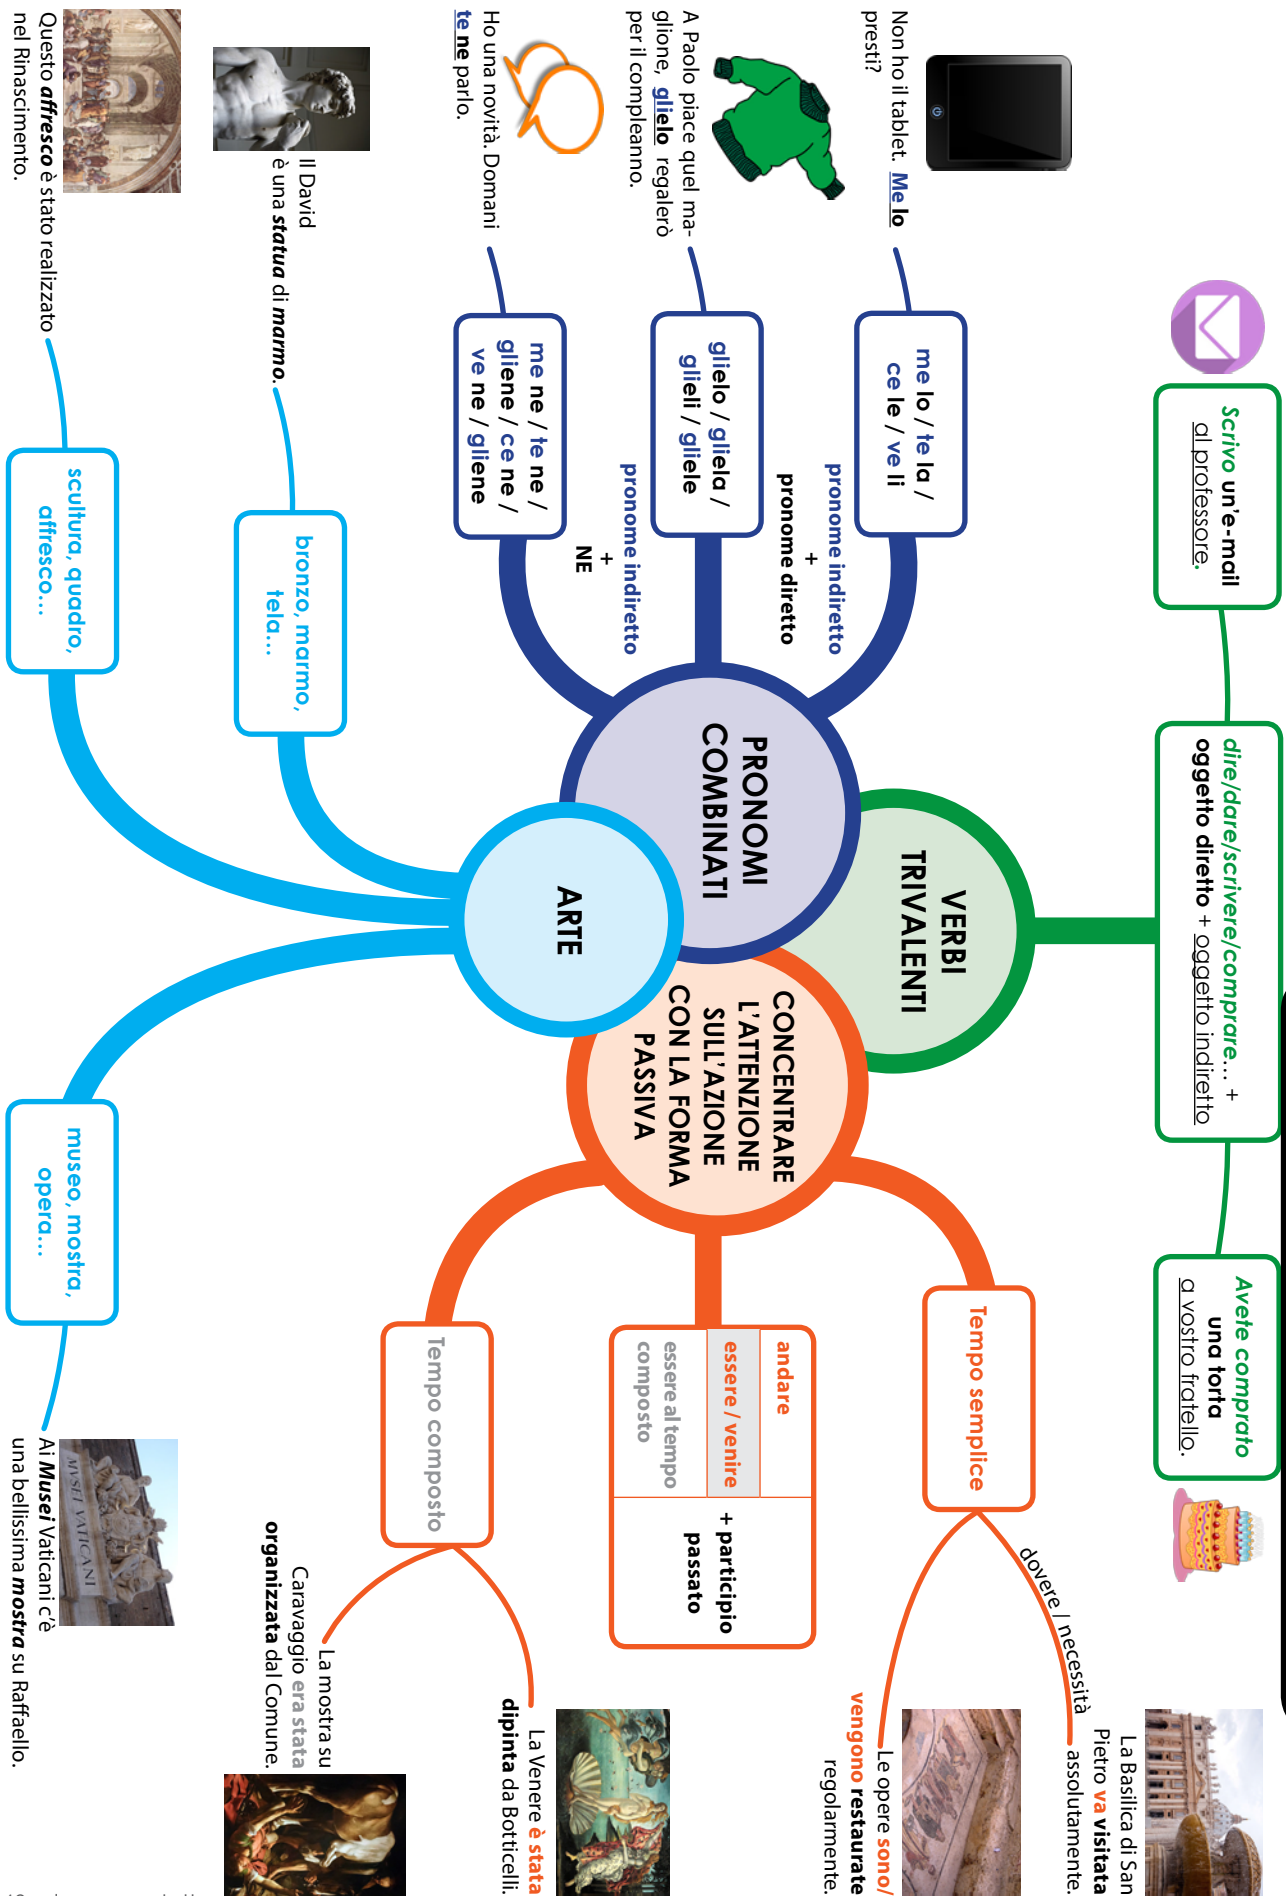 Scrivo un'e-mail
al professore.
dire/dare/scrivere/comprare... +
oggetto diretto + oggetto indiretto
Avete comprato
una torta
a vostro fratello.
VERBI
TRIVALENTI
PRONOMI
COMBINATI
pronome indiretto
+
pronome diretto
me lo / te la /
ce le / ve li
Non ho il tablet. Me lo
presti?
glielo / gliela /
glieli / gliele
A Paolo piace quel ma-
glione, glielo regalerò
per il compleanno.
pronome indiretto
+
NE
me ne / te ne /
gliene / ce ne /
ve ne / gliene
Ho una novità. Domani
te ne parlo.
CONCENTRARE
L'ATTENZIONE
SULL'AZIONE
CON LA FORMA
PASSIVA
Tempo semplice
dovere / necessità
La Basilica di San
Pietro va visitata
assolutamente.
Le opere sono/
vengono restaurate
regolarmente.
andare
essere / venire
essere al tempo
composto
+ participio
passato
Tempo composto
La Venere è stata
dipinta da Botticelli.
La mostra su
Caravaggio era stata
organizzata dal Comune.
ARTE
bronzo, marmo,
tela...
Il David
è una statua di marmo.
scultura, quadro,
affresco...
Questo affresco è stato realizzato
nel Rinascimento.
museo, mostra,
opera...
MVSEI VATICANI
Ai Musei Vaticani c'è
una bellissima mostra su Raffaello.